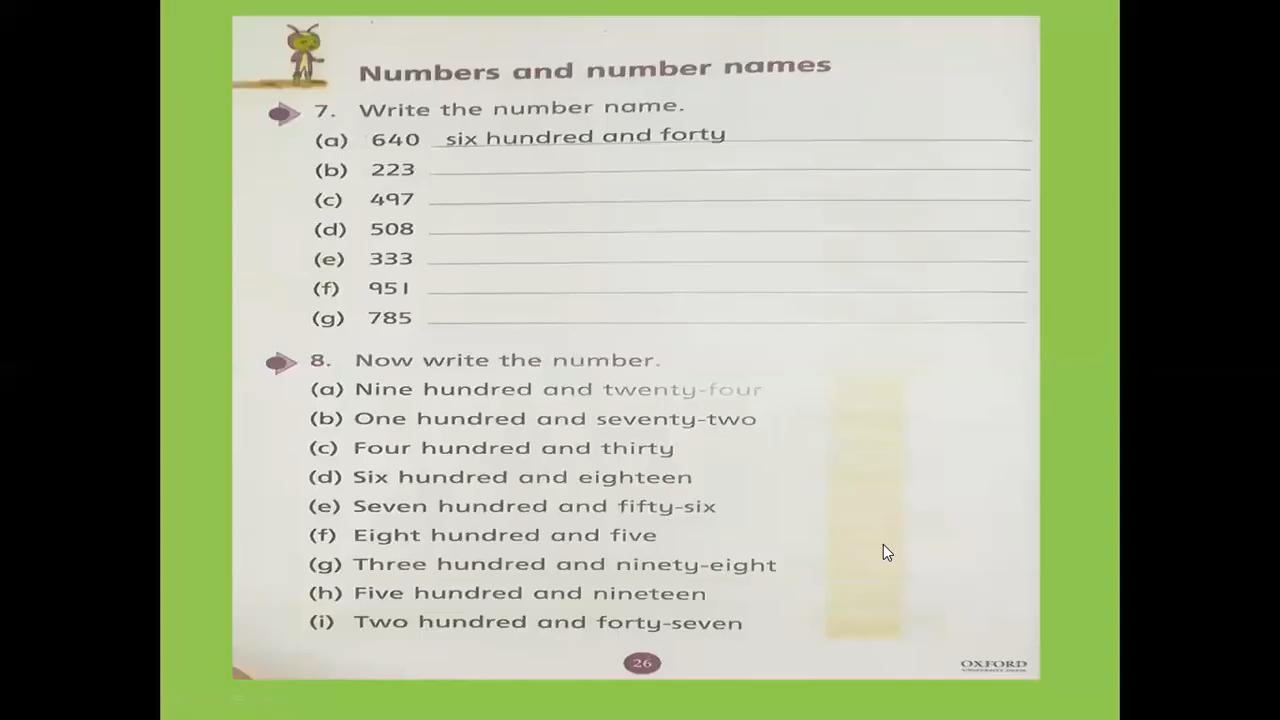 Numbers and number names
7. Write the number name.
(a) 640 six hundred and forty
(b) 223
(c) 497
(d) 508
(e) 333
(f) 951
(g) 785
8. Now write the number.
(a) Nine hundred and twenty-four
(b) One hundred and seventy-two
(c) Four hundred and thirty
(d) Six hundred and eighteen
(e) Seven hundred and fifty-six
(f) Eight hundred and five
(g) Three hundred and ninety-eight
(h) Five hundred and nineteen
(i) Two hundred and forty-seven
26
OXFORD
UNIVERSITY PRESS